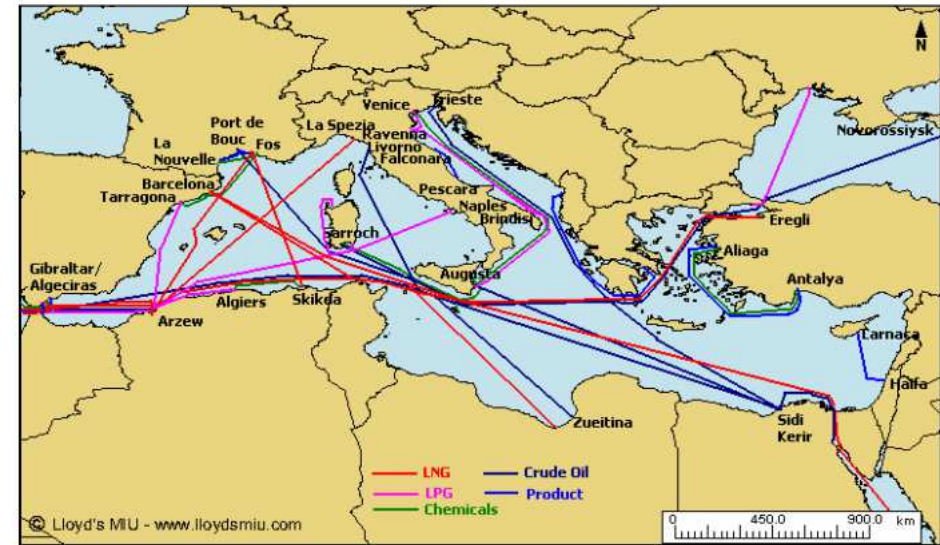 N
Venice
Trieste
Novorossiysk
Port de
Bouc
Fos
La Spezia
Ravenna
Livorno
Falconara
La
Nouvelle
Barcelona
Tarragona
Pescara
Naples
Brindisi
Eregli
Sarroch
Aliaga
Gibraltar/
Algeciras
Augusta
Antalya
Algiers
Skikda
Arzew
Larnaca
Haifa
Zueitina
Sidi
Kerir
LNG
Crude Oil
LPG
Product
Chemicals
© Lloyd's MIU - www.lloydsmiu.com
0 450.0 900.0 km